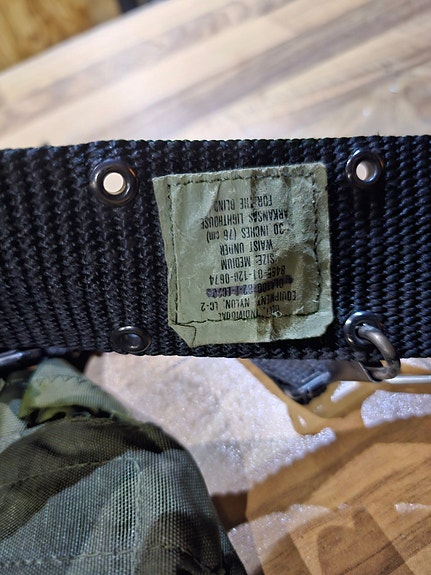 INDIVIDUAL
EQUIPMENT, NYLON, LC-2
8465-01-120-0674
SIZE: MEDIUM
WAIST UNDER
30 INCHES (76 cm)
ARKANSAS LIGHTHOUSE
FOR THE BLIND